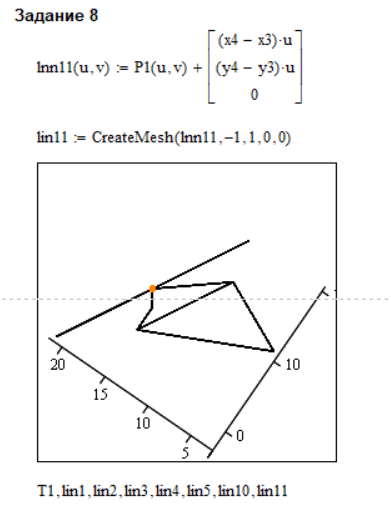 Задание 8
lnn11(u,v) := P1(u,v) + [ (x4 − x3)·u
(y4 − y3)·u
0 ]
lin11 := CreateMesh(lnn11,−1,1,0,0)
20
15
10
5
0
10
T1,lin1,lin2,lin3,lin4,lin5,lin10,lin11